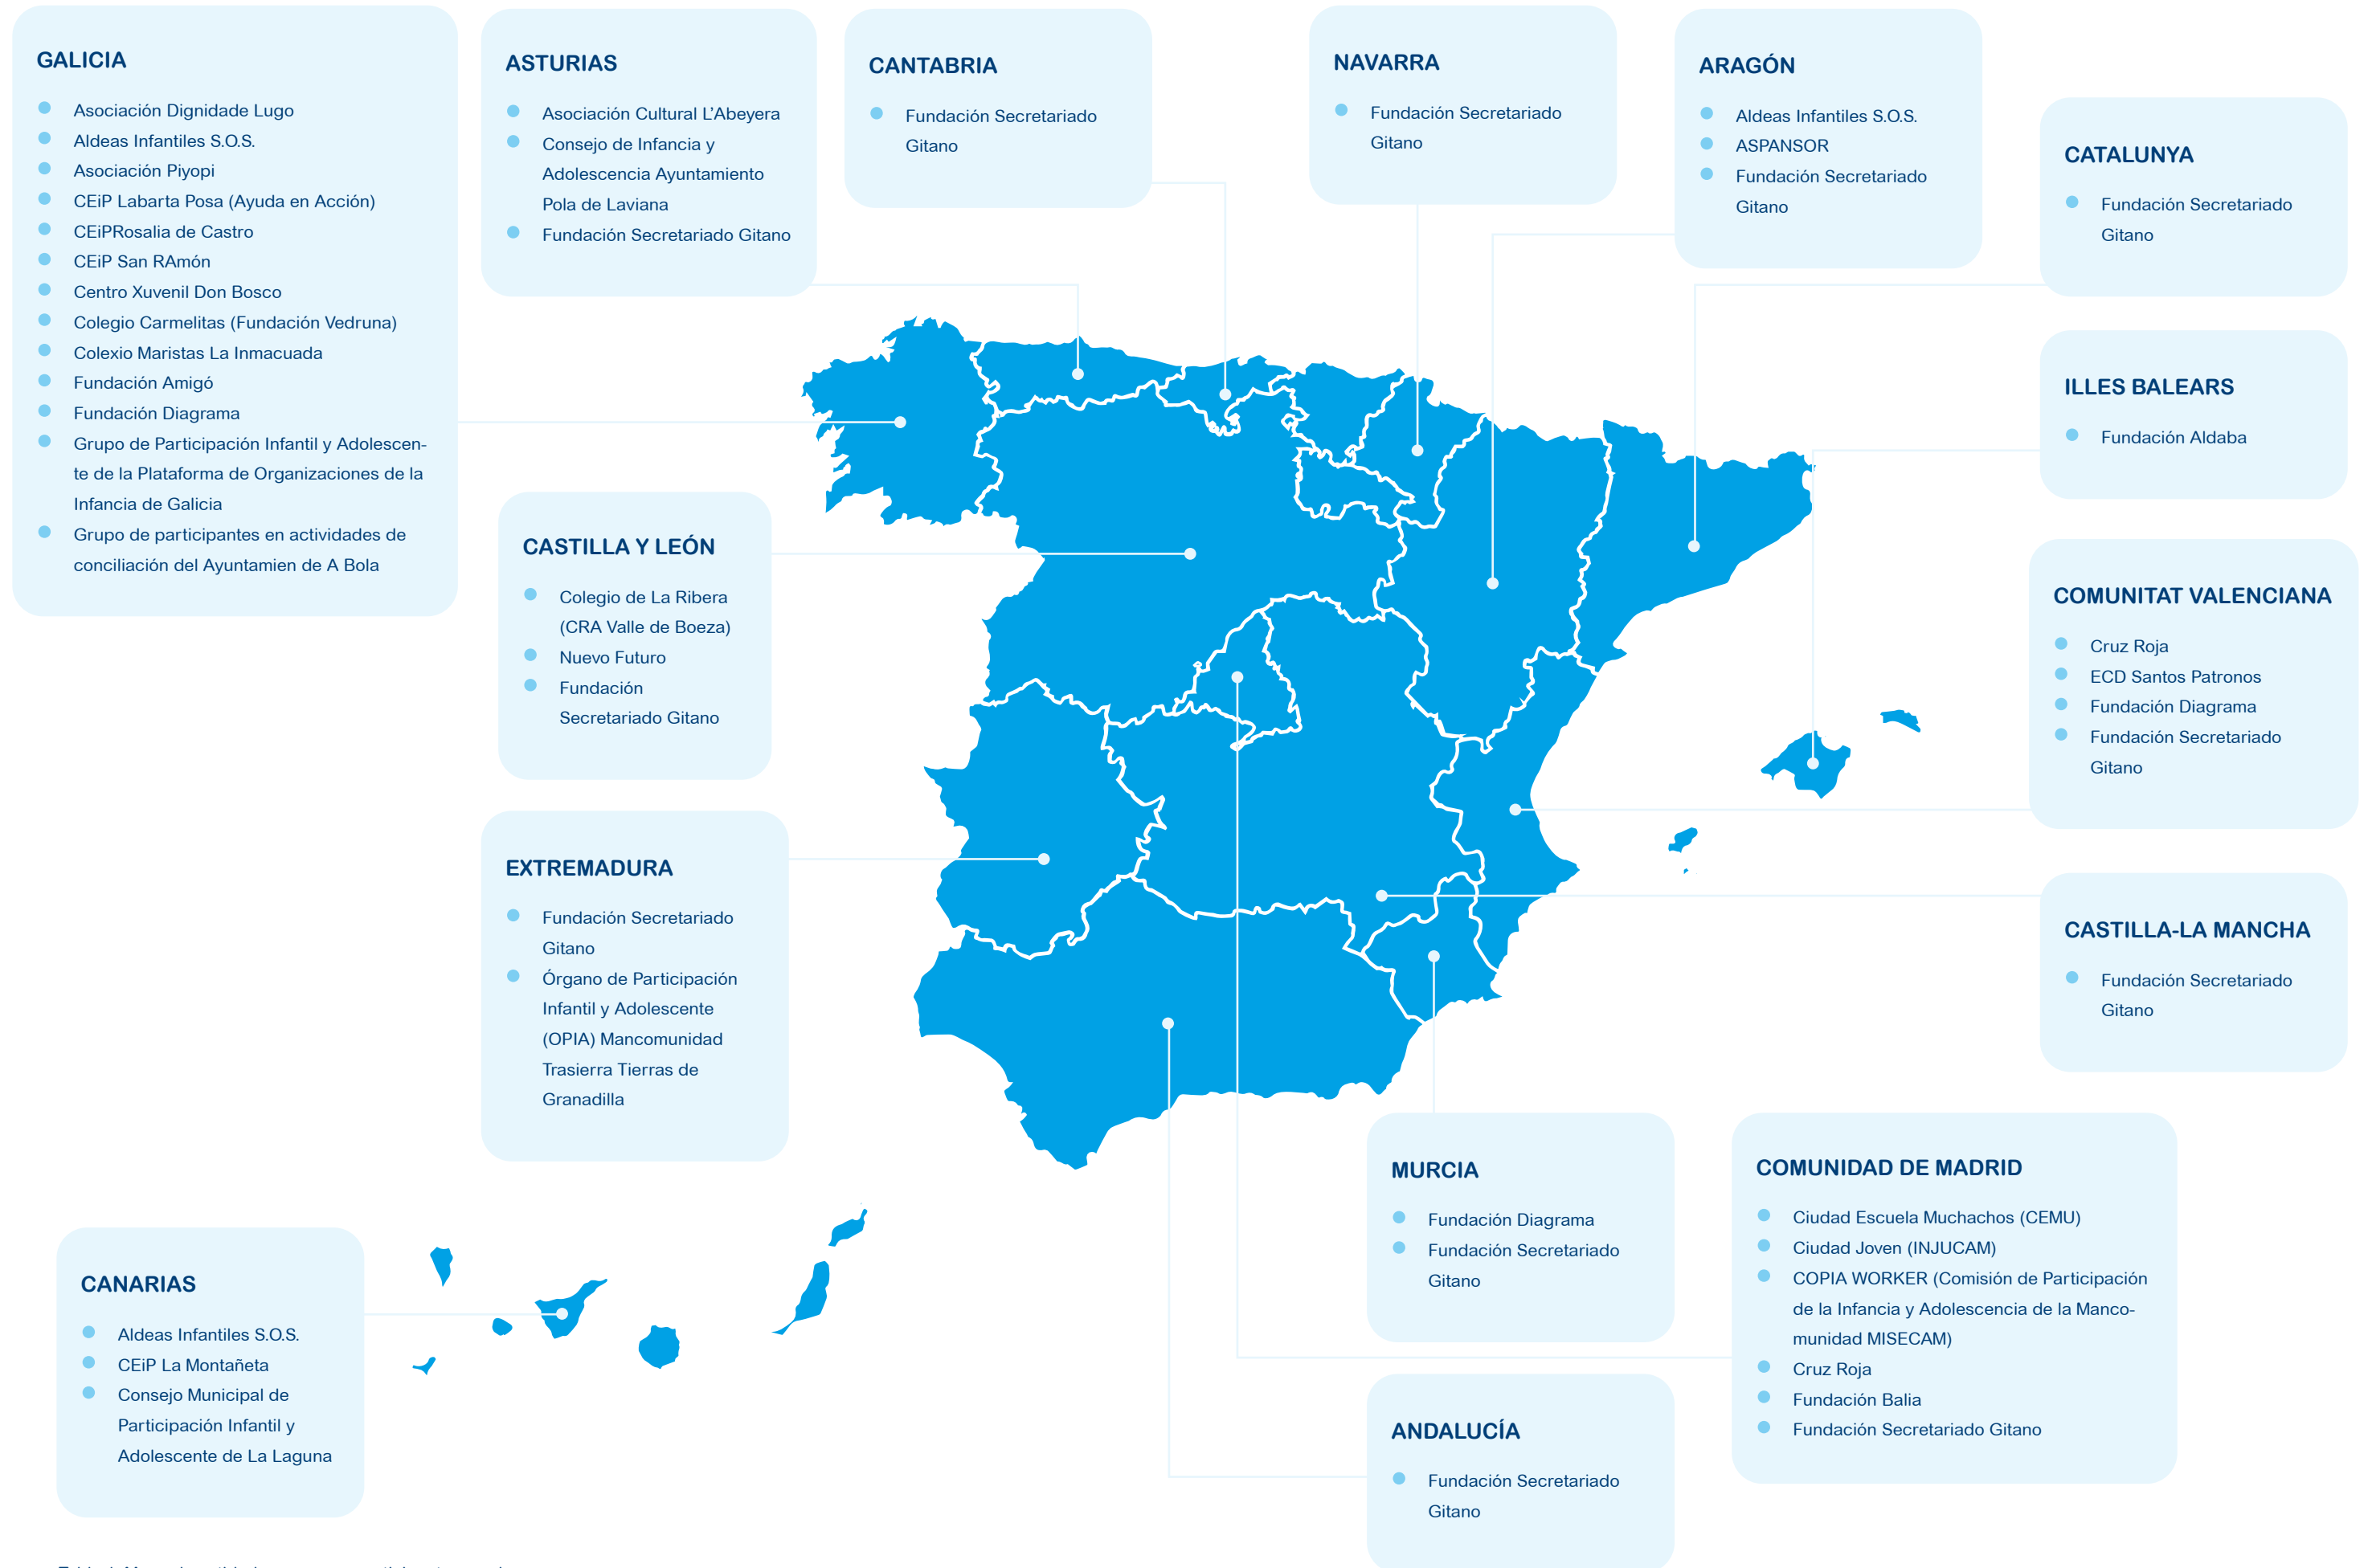 GALICIA
Asociación Dignidade Lugo
Aldeas Infantiles S.O.S.
Asociación Piyopi
CEiP Labarta Posa (Ayuda en Acción)
CEiPRosalia de Castro
CEiP San RAmón
Centro Xuvenil Don Bosco
Colegio Carmelitas (Fundación Vedruna)
Colexio Maristas La Inmacuada
Fundación Amigó
Fundación Diagrama
Grupo de Participación Infantil y Adolescen-
te de la Plataforma de Organizaciones de la
Infancia de Galicia
Grupo de participantes en actividades de
conciliación del Ayuntamien de A Bola
ASTURIAS
Asociación Cultural L’Abeyera
Consejo de Infancia y
Adolescencia Ayuntamiento
Pola de Laviana
Fundación Secretariado Gitano
CANTABRIA
Fundación Secretariado
Gitano
NAVARRA
Fundación Secretariado
Gitano
ARAGÓN
Aldeas Infantiles S.O.S.
ASPANSOR
Fundación Secretariado
Gitano
CATALUNYA
Fundación Secretariado
Gitano
ILLES BALEARS
Fundación Aldaba
CASTILLA Y LEÓN
Colegio de La Ribera
(CRA Valle de Boeza)
Nuevo Futuro
Fundación
Secretariado Gitano
COMUNITAT VALENCIANA
Cruz Roja
ECD Santos Patronos
Fundación Diagrama
Fundación Secretariado
Gitano
EXTREMADURA
Fundación Secretariado
Gitano
Órgano de Participación
Infantil y Adolescente
(OPIA) Mancomunidad
Trasierra Tierras de
Granadilla
CASTILLA-LA MANCHA
Fundación Secretariado
Gitano
MURCIA
Fundación Diagrama
Fundación Secretariado
Gitano
COMUNIDAD DE MADRID
Ciudad Escuela Muchachos (CEMU)
Ciudad Joven (INJUCAM)
COPIA WORKER (Comisión de Participación
de la Infancia y Adolescencia de la Manco-
munidad MISECAM)
Cruz Roja
Fundación Balia
Fundación Secretariado Gitano
CANARIAS
Aldeas Infantiles S.O.S.
CEiP La Montañeta
Consejo Municipal de
Participación Infantil y
Adolescente de La Laguna
ANDALUCÍA
Fundación Secretariado
Gitano